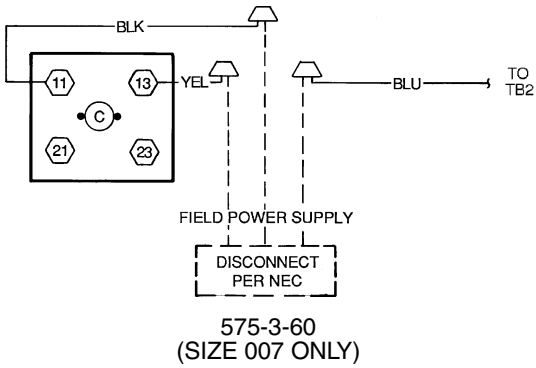 BLK
11
13
YEL
BLU
TO
TB2
C
21
23
FIELD POWER SUPPLY
DISCONNECT
PER NEC
575-3-60
(SIZE 007 ONLY)